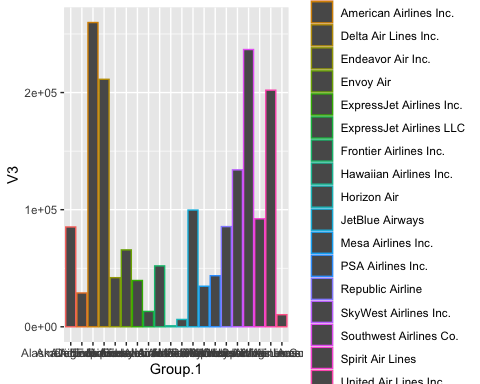 American Airlines Inc.
Delta Air Lines Inc.
Endeavor Air Inc.
Envoy Air
ExpressJet Airlines Inc.
ExpressJet Airlines LLC
Frontier Airlines Inc.
Hawaiian Airlines Inc.
Horizon Air
JetBlue Airways
Mesa Airlines Inc.
PSA Airlines Inc.
Republic Airline
SkyWest Airlines Inc.
Southwest Airlines Co.
Spirit Air Lines
United Air Lines Inc.
V3
2e+05
1e+05
0e+00
Group.1